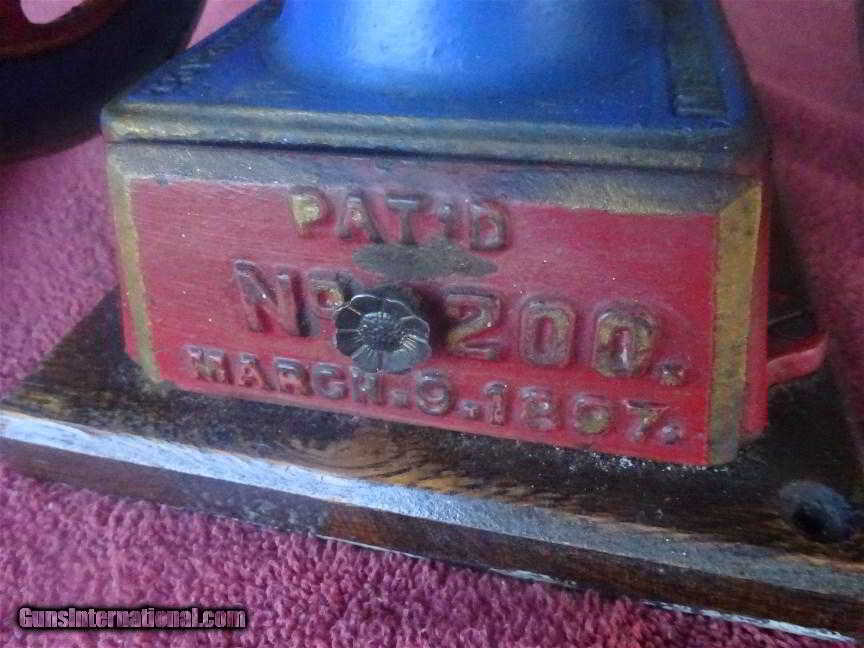 PAT'D
No 200.
MARCH.9.1897.
GunsInternational.com